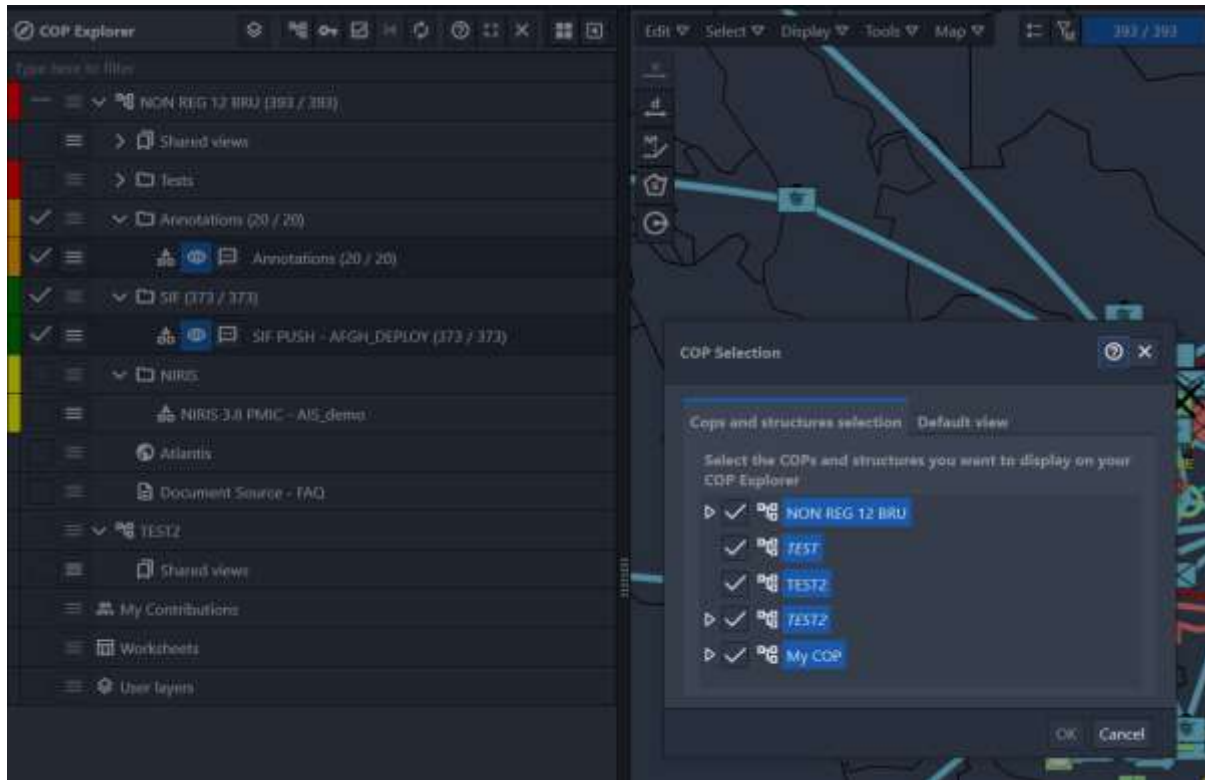 COP Explorer
Edit Select Display Tools Map 393 / 393
Type here to filter
NON REG 12 BRU (393 / 393)
Shared views
Tests
Annotations (20 / 20)
Annotations (20 / 20)
SIF (373 / 373)
SIF PUSH - AFGH_DEPLOY (373 / 373)
NIRIS
NIRIS 3.8 PMIC - AIS_demo
Atlantis
Document Source - FAQ
TEST2
Shared views
My Contributions
Worksheets
User layers
COP Selection
Cops and structures selection Default view
Select the COPs and structures you want to display on your
COP Explorer
NON REG 12 BRU
TEST
TEST2
TEST2
My COP
OK Cancel